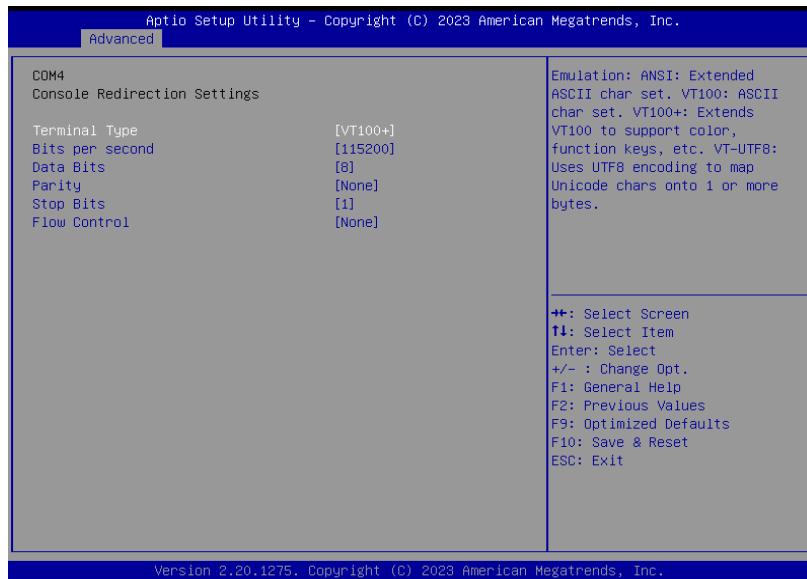 Aptio Setup Utility – Copyright (C) 2023 American Megatrends, Inc.
Advanced
COM4
Console Redirection Settings
Terminal Type [VT100+]
Bits per second [115200]
Data Bits [8]
Parity [None]
Stop Bits [1]
Flow Control [None]
Emulation: ANSI: Extended
ASCII char set. VT100: ASCII
char set. VT100+: Extends
VT100 to support color,
function keys, etc. VT-UTF8:
Uses UTF8 encoding to map
Unicode chars onto 1 or more
bytes.
→←: Select Screen
↑↓: Select Item
Enter: Select
+/- : Change Opt.
F1: General Help
F2: Previous Values
F9: Optimized Defaults
F10: Save & Reset
ESC: Exit
Version 2.20.1275. Copyright (C) 2023 American Megatrends, Inc.